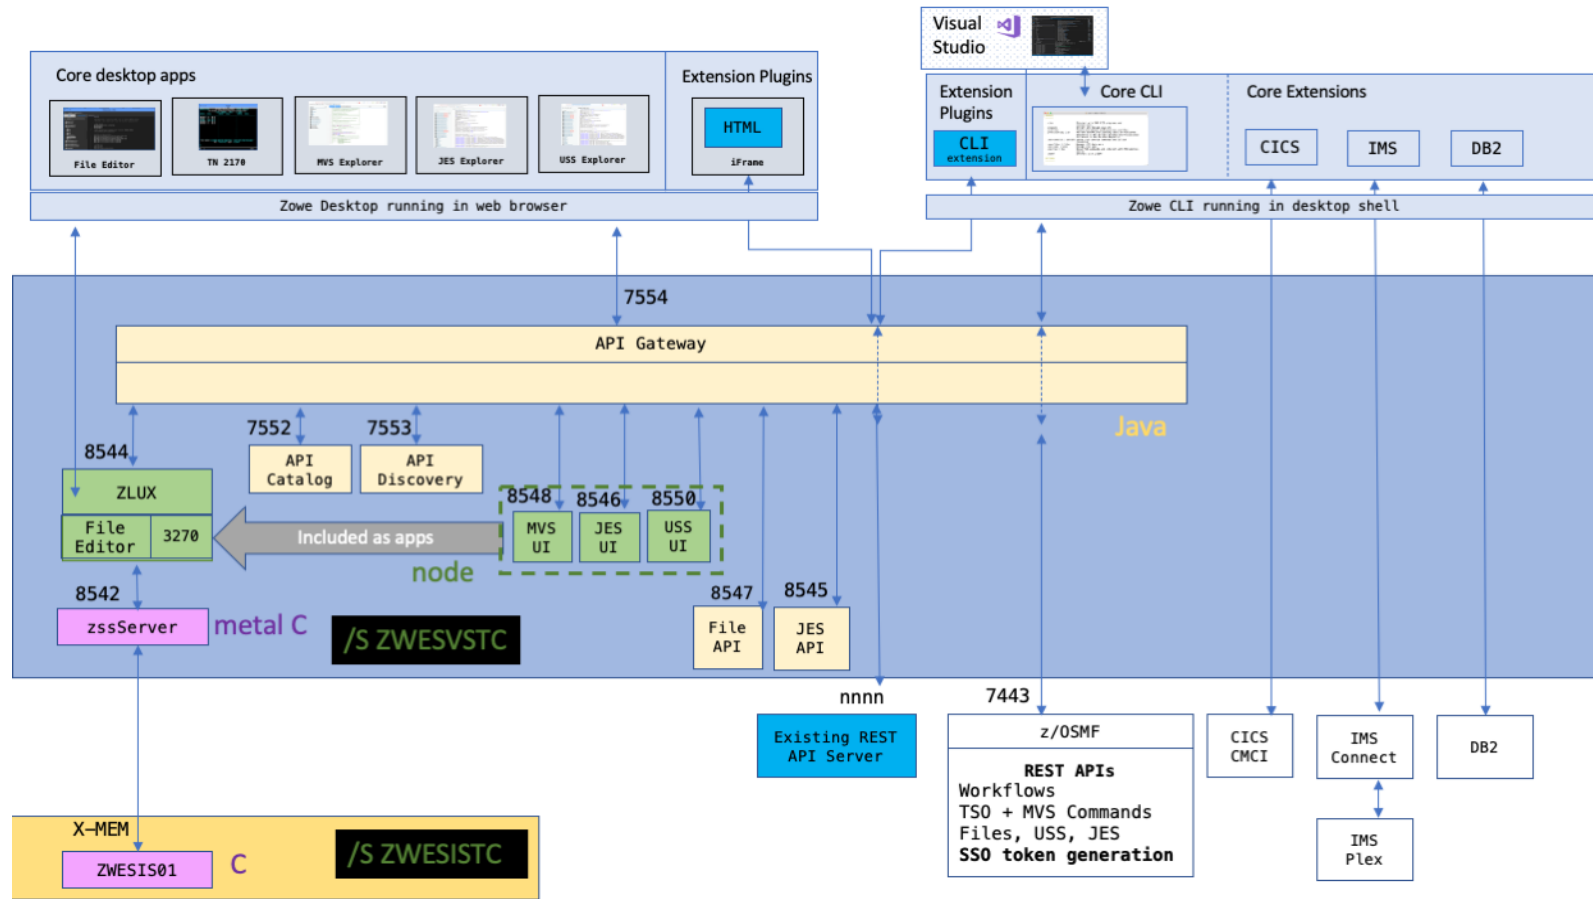 Visual
Studio
Core desktop apps
Extension Plugins
File Editor
TN 2170
MVS Explorer
JES Explorer
USS Explorer
HTML
iFrame
Zowe Desktop running in web browser
Extension
Plugins
CLI
extension
Core CLI
Core Extensions
CICS
IMS
DB2
Zowe CLI running in desktop shell
7554
API Gateway
Java
8544
7552
7553
ZLUX
File
Editor
3270
API
Catalog
API
Discovery
Included as apps
8548
8546
8550
MVS
UI
JES
UI
USS
UI
node
8542
zssServer
metal C
/S ZWESVSTC
8547
8545
File
API
JES
API
nnnn
7443
Existing REST
API Server
z/OSMF
REST APIs
Workflows
TSO + MVS Commands
Files, USS, JES
SSO token generation
CICS
CMCI
IMS
Connect
DB2
IMS
Plex
X-MEM
ZWESIS01
C
/S ZWESISTC